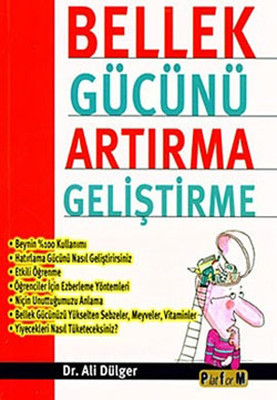 BELLEK
GÜCÜNÜ
ARTIRMA
GELİŞTİRME
• Beynin %100 Kullanımı
• Hatırlama Gücünü Nasıl Geliştirirsiniz
• Etkili Öğrenme
• Öğrenciler İçin Ezberleme Yöntemleri
• Niçin Unuttuğumuzu Anlama
• Bellek Gücünüzü Yükselten Sebzeler, Meyveler, Vitaminler
• Yiyecekleri Nasıl Tüketeceksiniz?
Dr. Ali Dülger
PlatForM